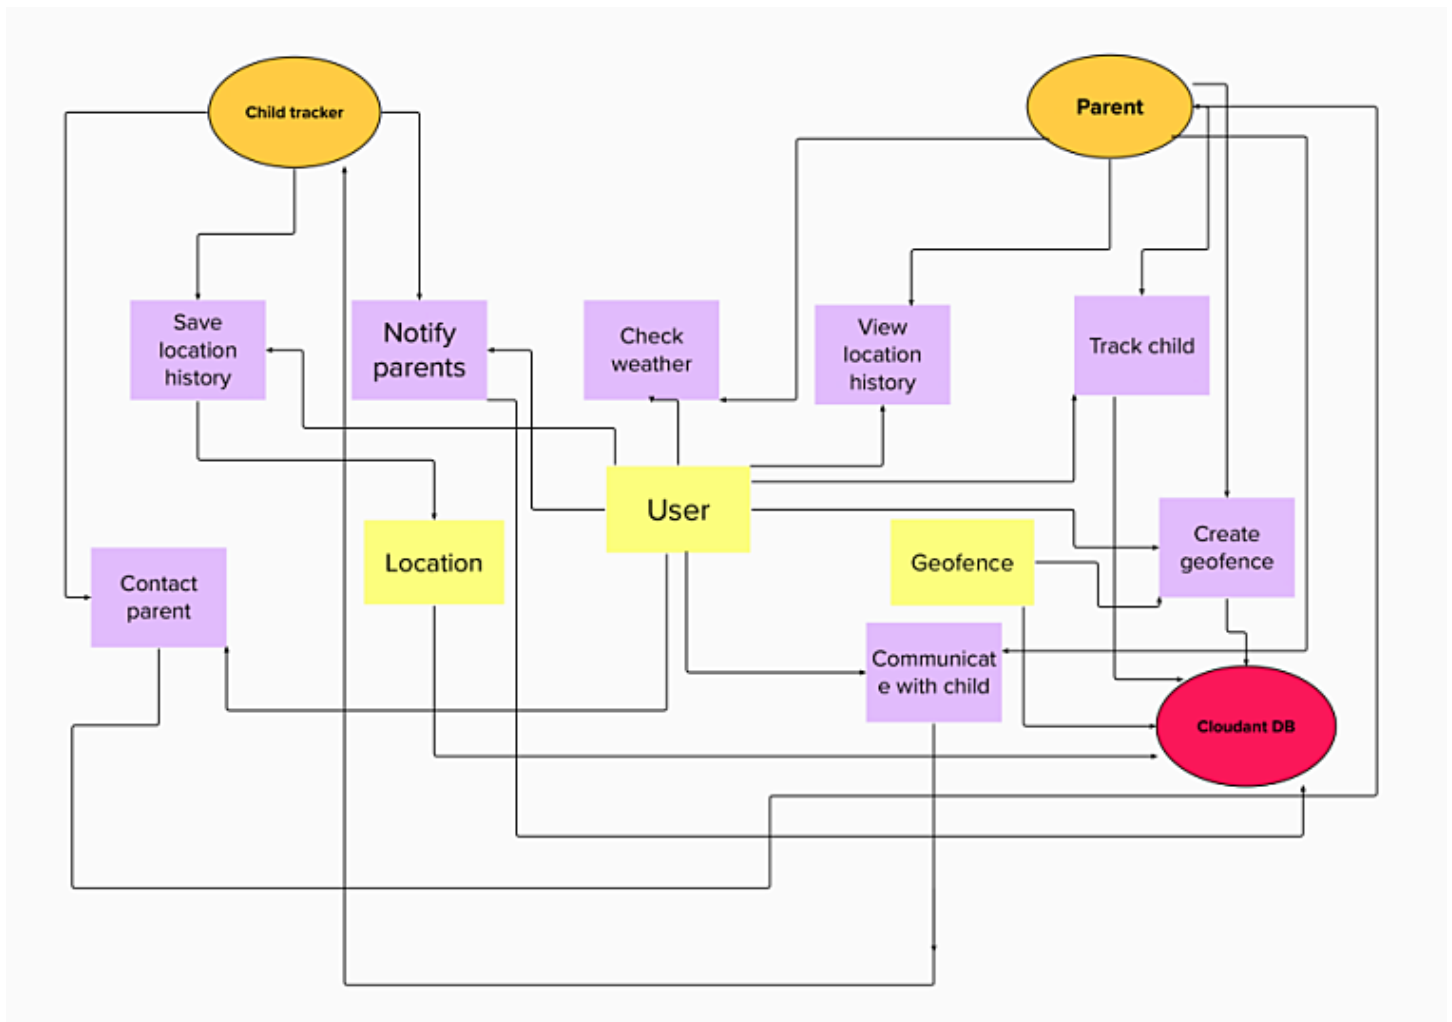 Child tracker
Parent
Save
location
history
Notify
parents
Check
weather
View
location
history
Track child
User
Location
Geofence
Create
geofence
Contact
parent
Communicat
e with child
Cloudant DB